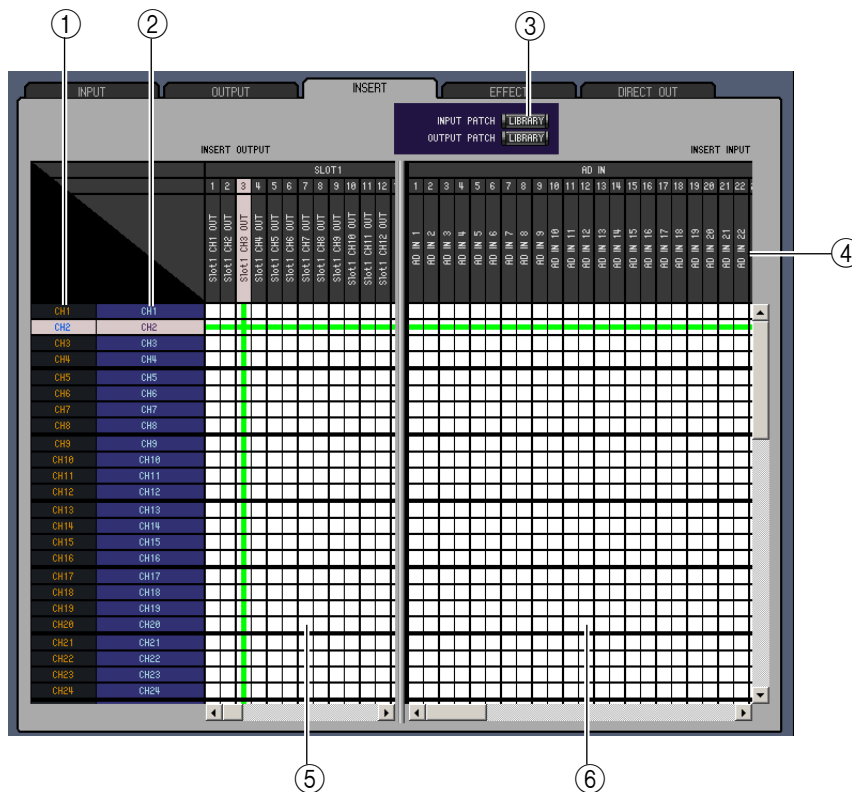 1 2 3
INPUT OUTPUT INSERT EFFECT DIRECT OUT
INPUT PATCH LIBRARY
OUTPUT PATCH LIBRARY
INSERT OUTPUT INSERT INPUT
SLOT1 AD IN
1 2 3 4 5 6 7 8 9 10 11 12 1 2 3 4 5 6 7 8 9 10 11 12 13 14 15 16 17 18 19 20 21 22
Slot1 CH1 OUT
Slot1 CH2 OUT
Slot1 CH3 OUT
Slot1 CH4 OUT
Slot1 CH5 OUT
Slot1 CH6 OUT
Slot1 CH7 OUT
Slot1 CH8 OUT
Slot1 CH9 OUT
Slot1 CH10 OUT
Slot1 CH11 OUT
Slot1 CH12 OUT
AD IN 1
AD IN 2
AD IN 3
AD IN 4
AD IN 5
AD IN 6
AD IN 7
AD IN 8
AD IN 9
AD IN 10
AD IN 11
AD IN 12
AD IN 13
AD IN 14
AD IN 15
AD IN 16
AD IN 17
AD IN 18
AD IN 19
AD IN 20
AD IN 21
AD IN 22
4
CH1 CH1
CH2 CH2
CH3 CH3
CH4 CH4
CH5 CH5
CH6 CH6
CH7 CH7
CH8 CH8
CH9 CH9
CH10 CH10
CH11 CH11
CH12 CH12
CH13 CH13
CH14 CH14
CH15 CH15
CH16 CH16
CH17 CH17
CH18 CH18
CH19 CH19
CH20 CH20
CH21 CH21
CH22 CH22
CH23 CH23
CH24 CH24
5 6